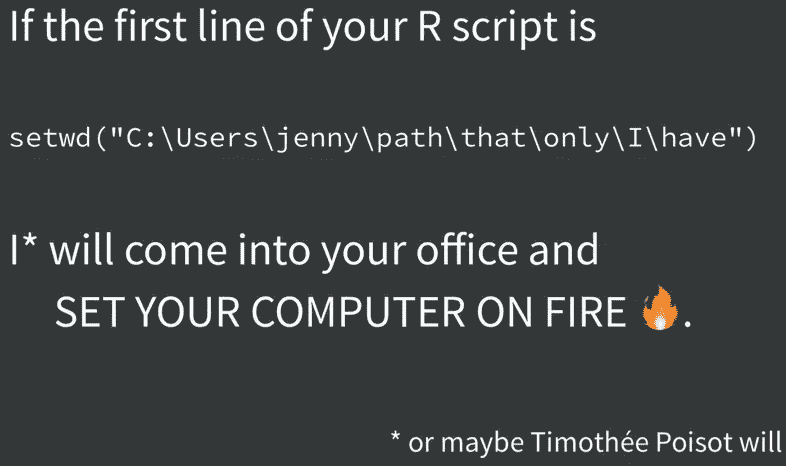 If the first line of your R script is
setwd("C:\Users\jenny\path\that\only\I\have")
I* will come into your office and
SET YOUR COMPUTER ON FIRE 🔥.
* or maybe Timothée Poisot will